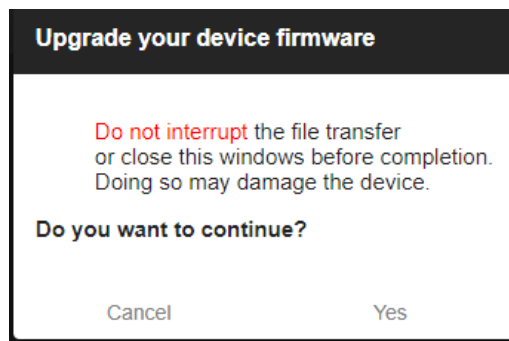 Upgrade your device firmware
Do not interrupt the file transfer
or close this windows before completion.
Doing so may damage the device.
Do you want to continue?
Cancel
Yes